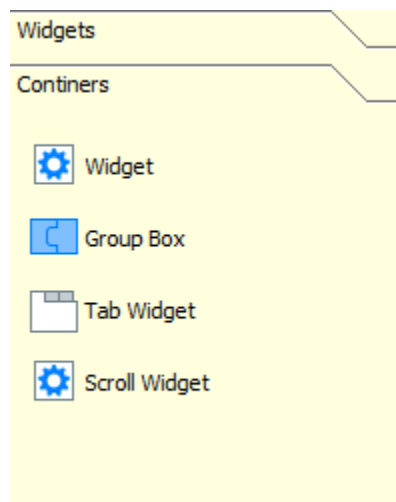 Widgets
Continers
Widget
Group Box
Tab Widget
Scroll Widget